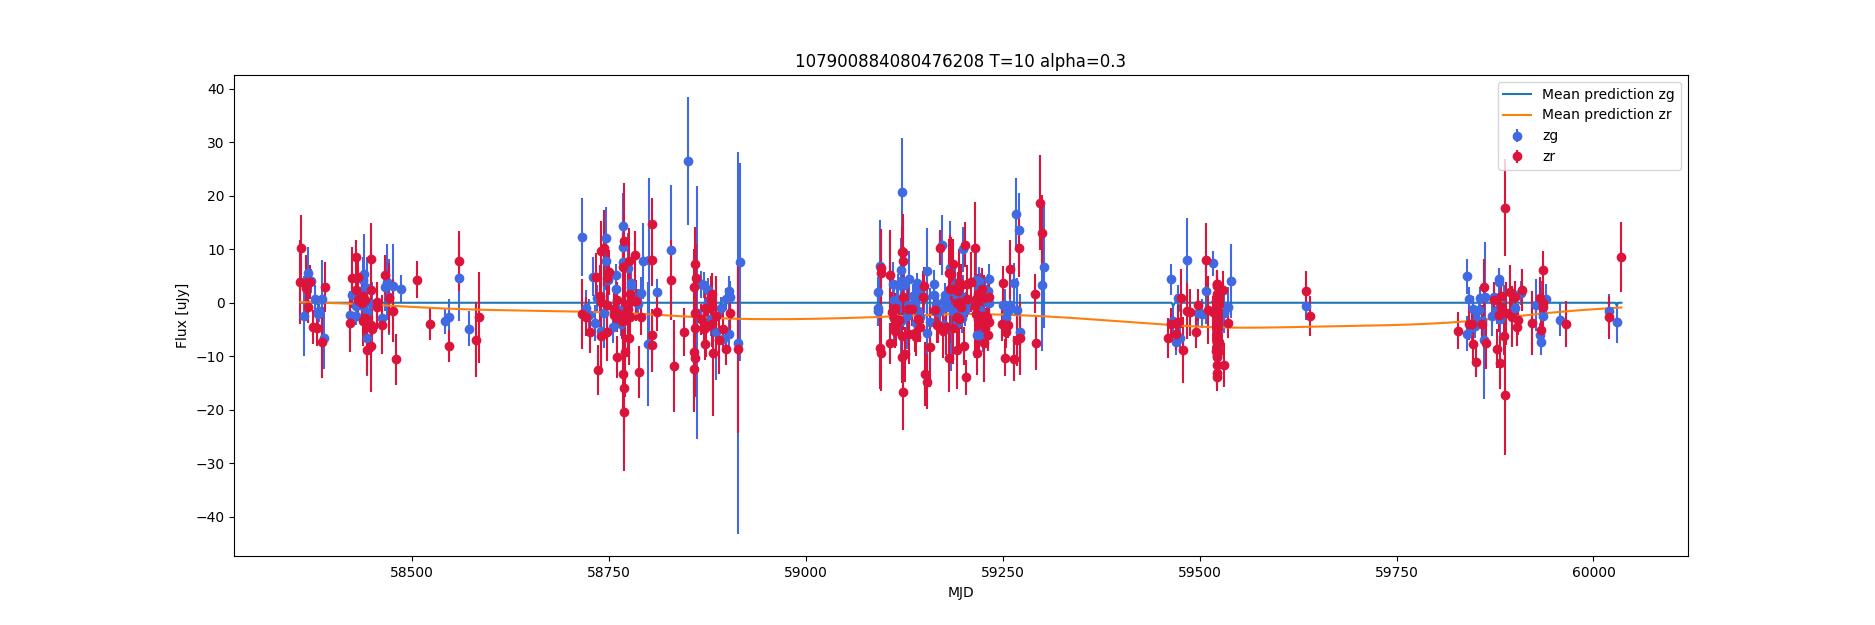 107900884080476208 T=10 alpha=0.3
Mean prediction zg
Mean prediction zr
zg
zr
40
30
20
10
0
−10
−20
−30
−40
Flux [uJy]
58500
58750
59000
59250
59500
59750
60000
MJD